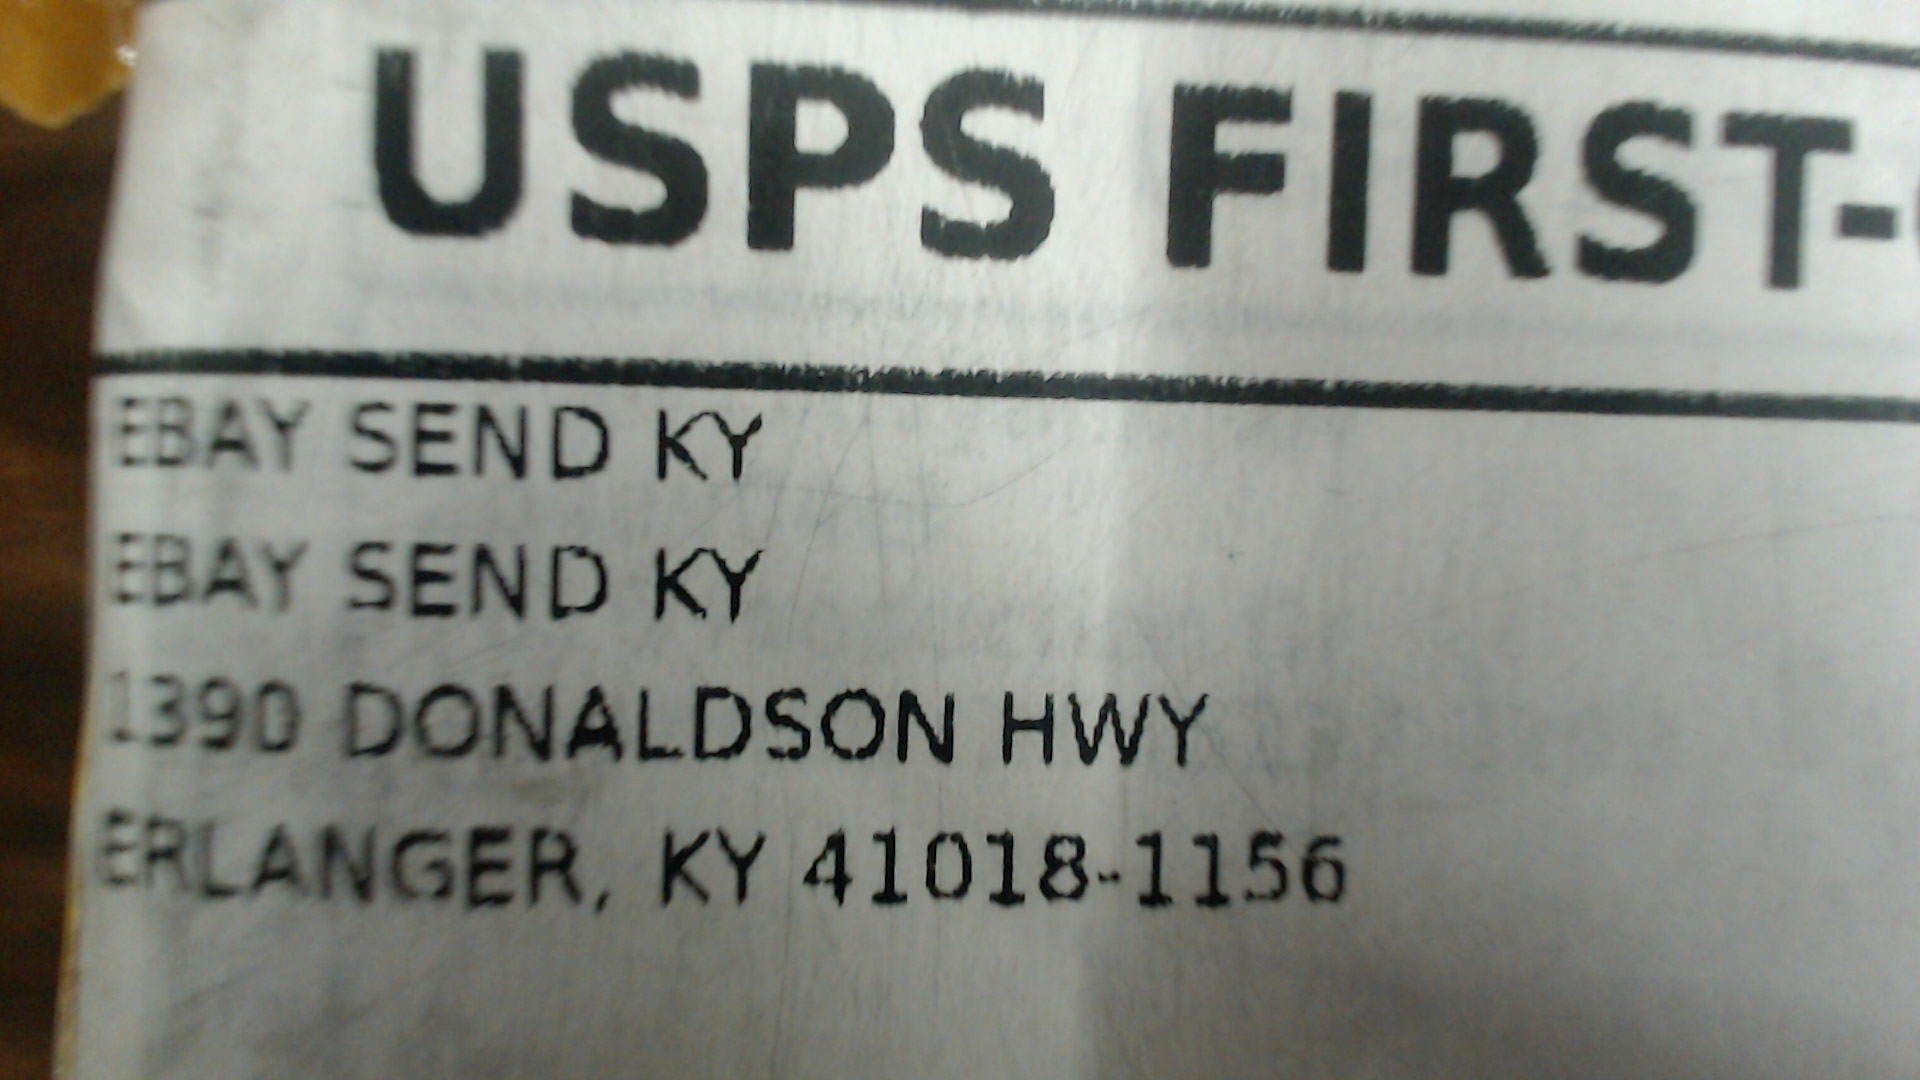 USPS FIRST-
EBAY SEND KY
EBAY SEND KY
1390 DONALDSON HWY
ERLANGER, KY 41018-1156